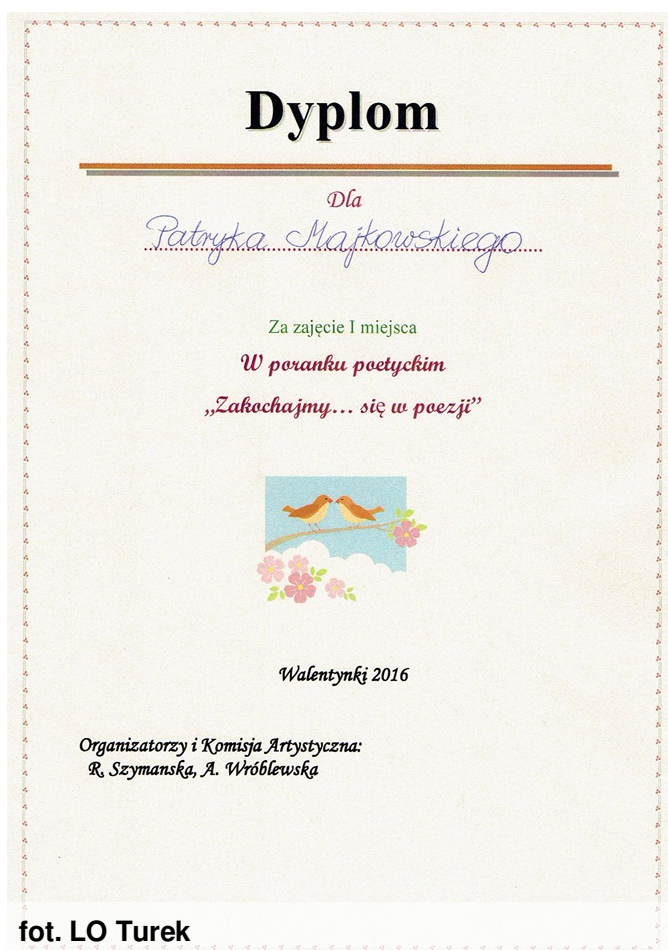 Dyplom
Dla
Patryka Majkowskiego
Za zajęcie I miejsca
W poranku poetyckim
„Zakochajmy... się w poezji”
Walentynki 2016
Organizatorzy i Komisja Artystyczna:
R. Szymanska, A. Wróblewska
fot. LO Turek